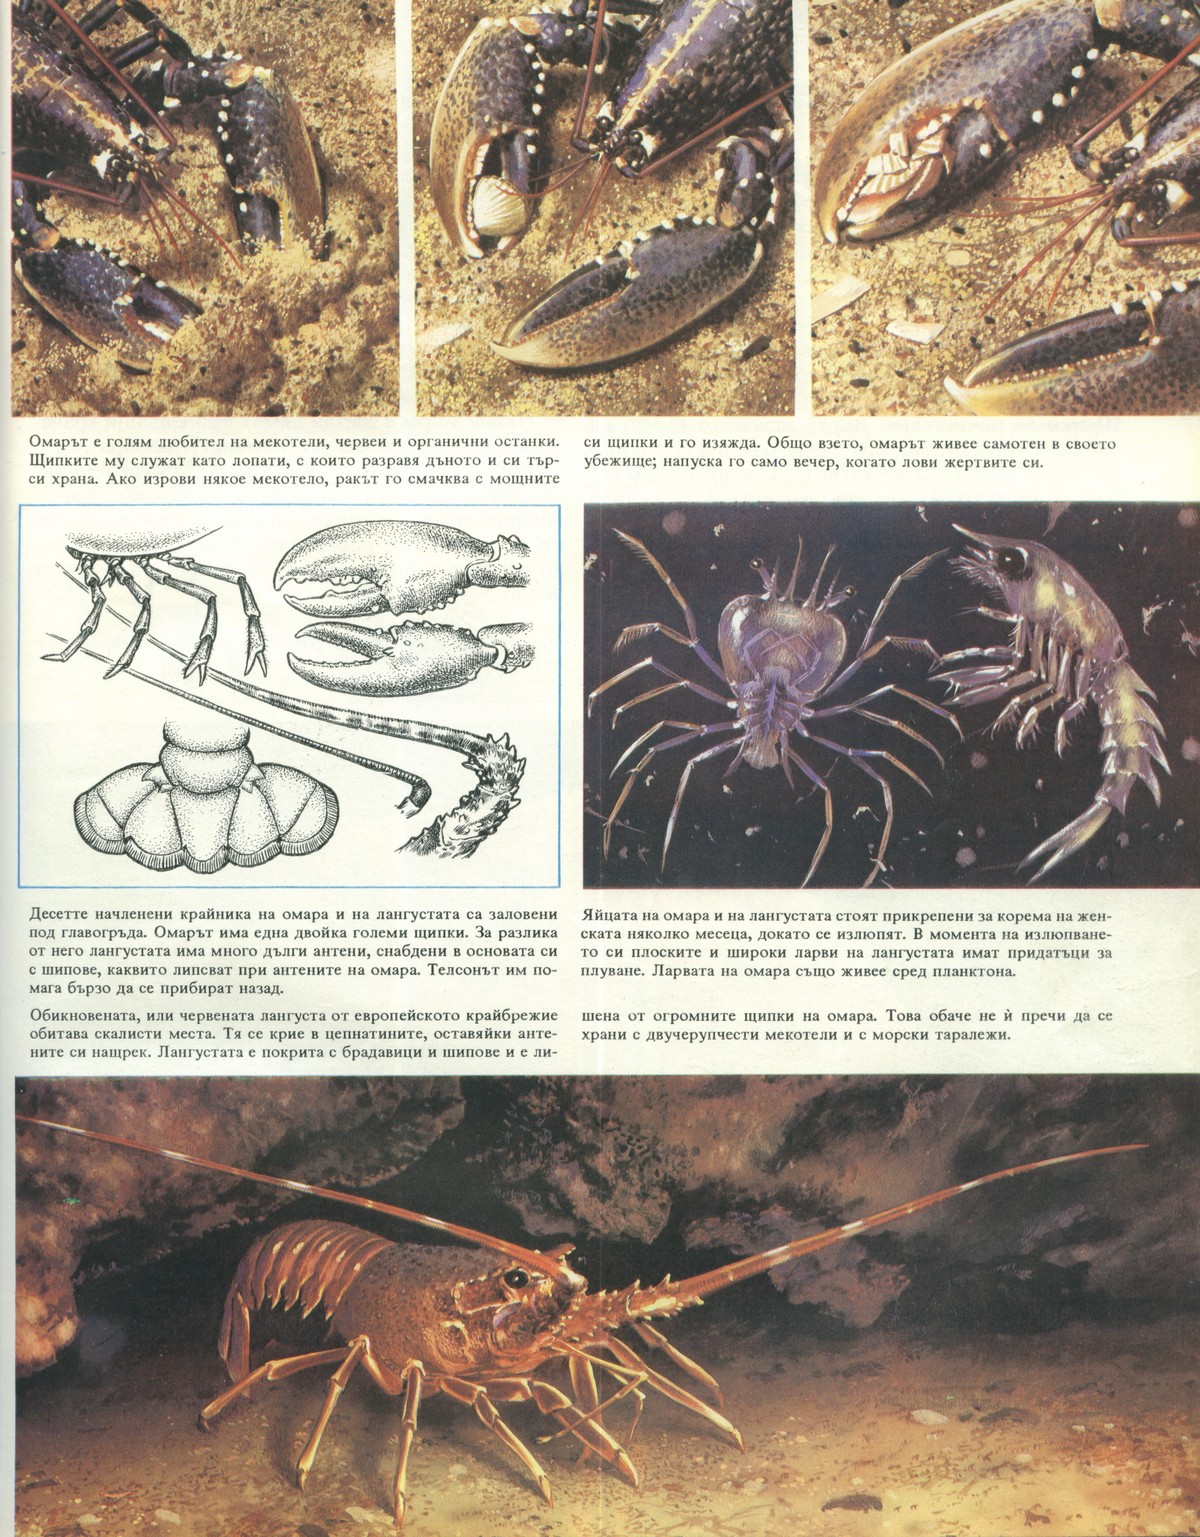 Омарът е голям любител на мекотели, червеи и органични останки.
Щипките му служат като лопати, с които разравя дъното и си тър-
си храна. Ако изрови някое мекотело, ракът го смачква с мощните
си щипки и го изяжда. Общо взето, омарът живее самотен в своето
убежище; напуска го само вечер, когато лови жертвите си.
Десетте начленени крайника на омара и на лангустата са заловени
под главогръда. Омарът има една двойка големи щипки. За разлика
от него лангустата има много дълги антени, снабдени в основата си
с шипове, каквито липсват при антените на омара. Телсонът им по-
мага бързо да се прибират назад.
Яйцата на омара и на лангустата стоят прикрепени за корема на жен-
ската няколко месеца, докато се излюпят. В момента на излюпване-
то си плоските и широки ларви на лангустата имат придатъци за
плуване. Ларвата на омара също живее сред планктона.
Обикновената, или червената лангуста от европейското крайбрежие
обитава скалисти места. Тя се крие в цепнатините, оставяйки анте-
ните си нащрек. Лангустата е покрита с брадавици и шипове и е ли-
шена от огромните щипки на омара. Това обаче не ѝ пречи да се
храни с двучерупчести мекотели и с морски таралежи.